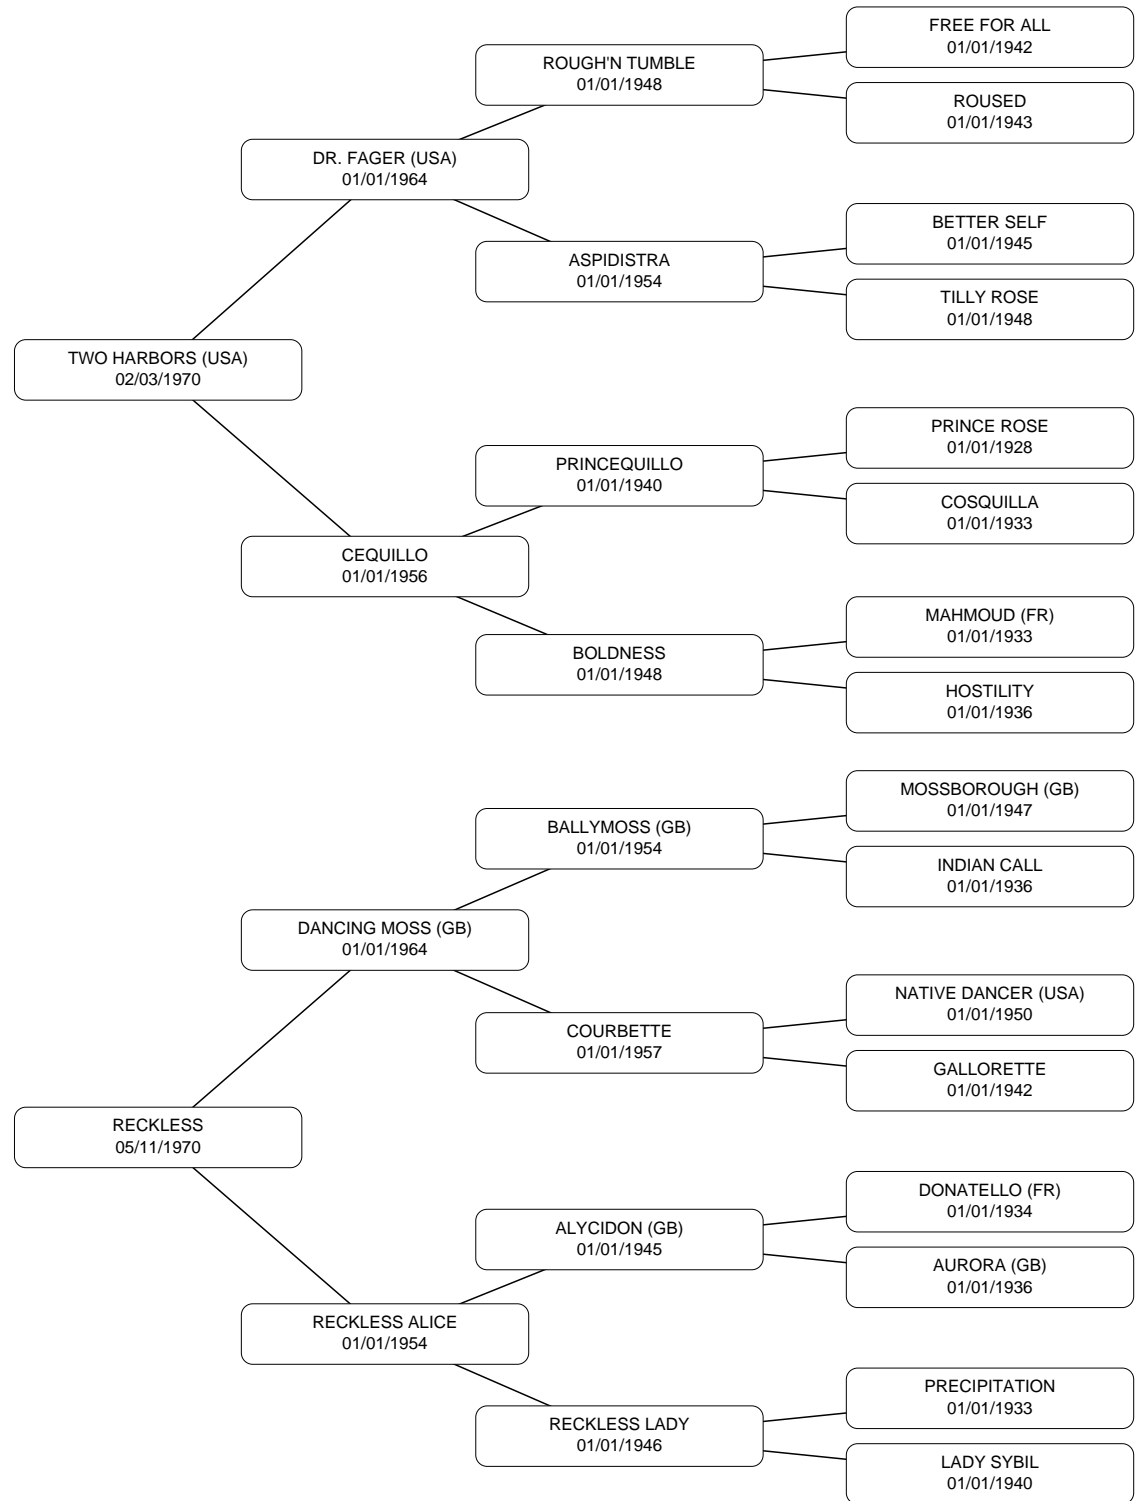 FREE FOR ALL
01/01/1942
ROUGH'N TUMBLE
01/01/1948
ROUSED
01/01/1943
DR. FAGER (USA)
01/01/1964
BETTER SELF
01/01/1945
ASPIDISTRA
01/01/1954
TILLY ROSE
01/01/1948
TWO HARBORS (USA)
02/03/1970
PRINCE ROSE
01/01/1928
PRINCEQUILLO
01/01/1940
COSQUILLA
01/01/1933
CEQUILLO
01/01/1956
MAHMOUD (FR)
01/01/1933
BOLDNESS
01/01/1948
HOSTILITY
01/01/1936
MOSSBOROUGH (GB)
01/01/1947
BALLYMOSS (GB)
01/01/1954
INDIAN CALL
01/01/1936
DANCING MOSS (GB)
01/01/1964
NATIVE DANCER (USA)
01/01/1950
COURBETTE
01/01/1957
GALLORETTE
01/01/1942
RECKLESS
05/11/1970
DONATELLO (FR)
01/01/1934
ALYCIDON (GB)
01/01/1945
AURORA (GB)
01/01/1936
RECKLESS ALICE
01/01/1954
PRECIPITATION
01/01/1933
RECKLESS LADY
01/01/1946
LADY SYBIL
01/01/1940